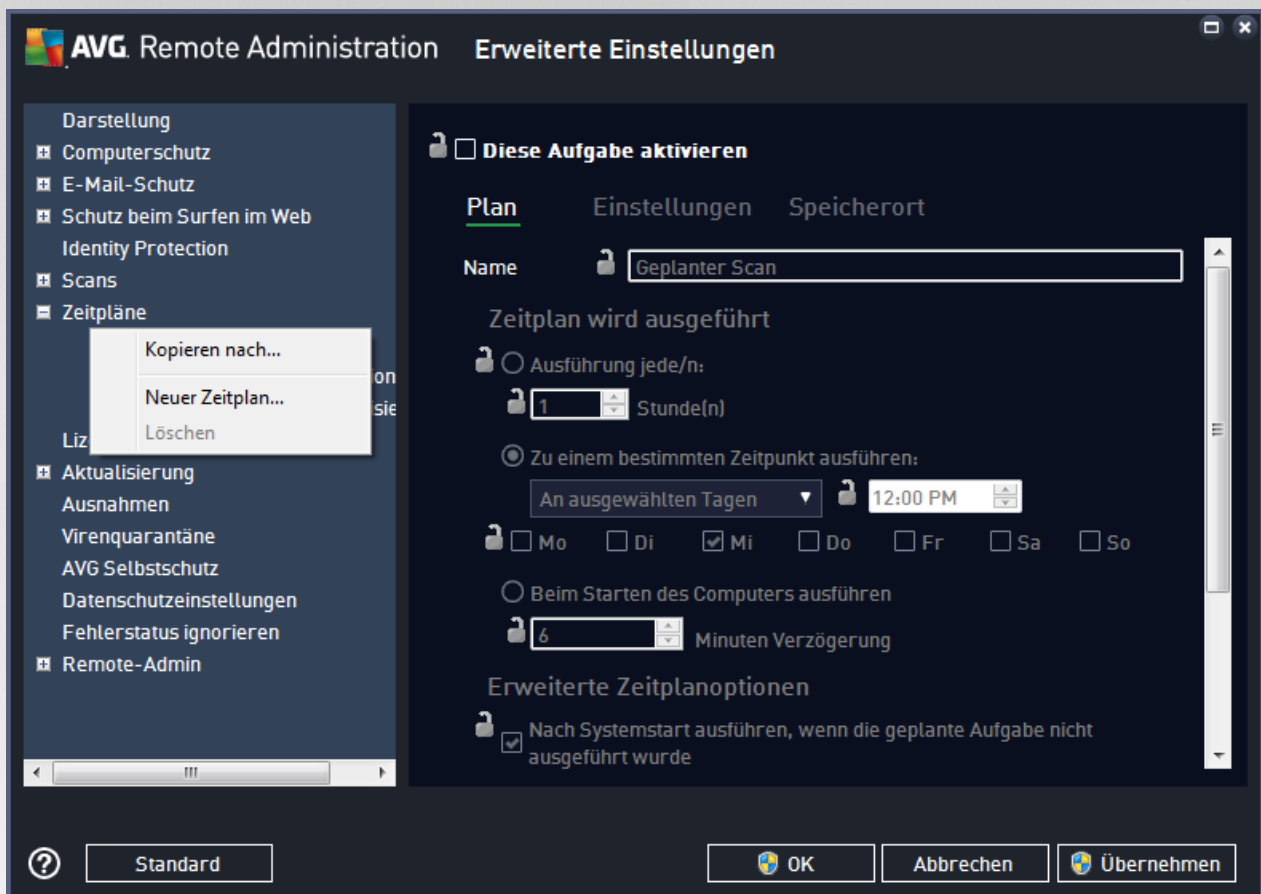 AVG. Remote Administration Erweiterte Einstellungen
Darstellung
Computerschutz
E-Mail-Schutz
Schutz beim Surfen im Web
Identity Protection
Scans
Zeitpläne
Kopieren nach...
Neuer Zeitplan...
Löschen
Aktualisierung
Ausnahmen
Virenquarantäne
AVG Selbstschutz
Datenschutzeinstellungen
Fehlerstatus ignorieren
Remote-Admin
Diese Aufgabe aktivieren
Plan Einstellungen Speicherort
Name Geplanter Scan
Zeitplan wird ausgeführt
Ausführung jede/n:
1 Stunde(n)
Zu einem bestimmten Zeitpunkt ausführen:
An ausgewählten Tagen 12:00 PM
Mo Di Mi Do Fr Sa So
Beim Starten des Computers ausführen
6 Minuten Verzögerung
Erweiterte Zeitplanoptionen
Nach Systemstart ausführen, wenn die geplante Aufgabe nicht
ausgeführt wurde
? Standard OK Abbrechen Übernehmen